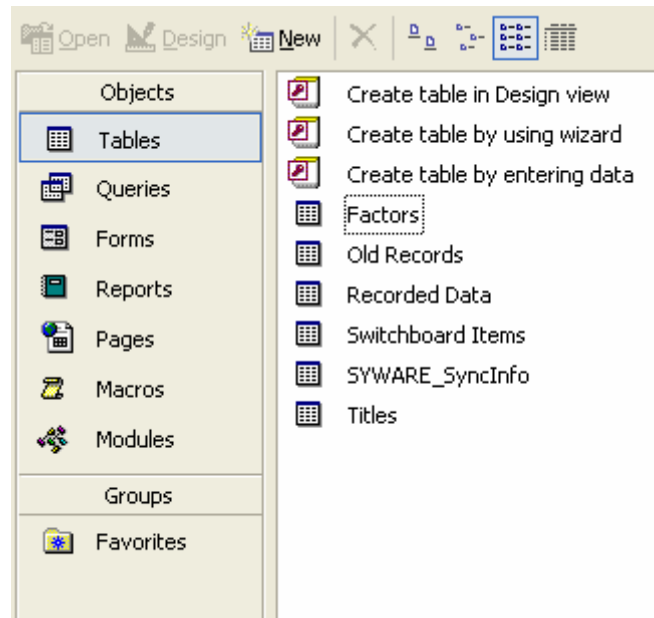 Open Design New
Objects
Tables
Queries
Forms
Reports
Pages
Macros
Modules
Groups
Favorites
Create table in Design view
Create table by using wizard
Create table by entering data
Factors
Old Records
Recorded Data
Switchboard Items
SYWARE_SyncInfo
Titles